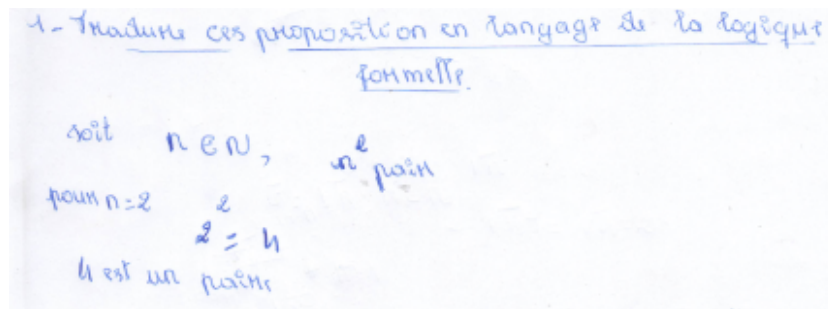 1- Traduire ces proposition en langage de la logique
formelle.
soit n ∈ N, n² pair
pour n=2 2² = 4
4 est un paire